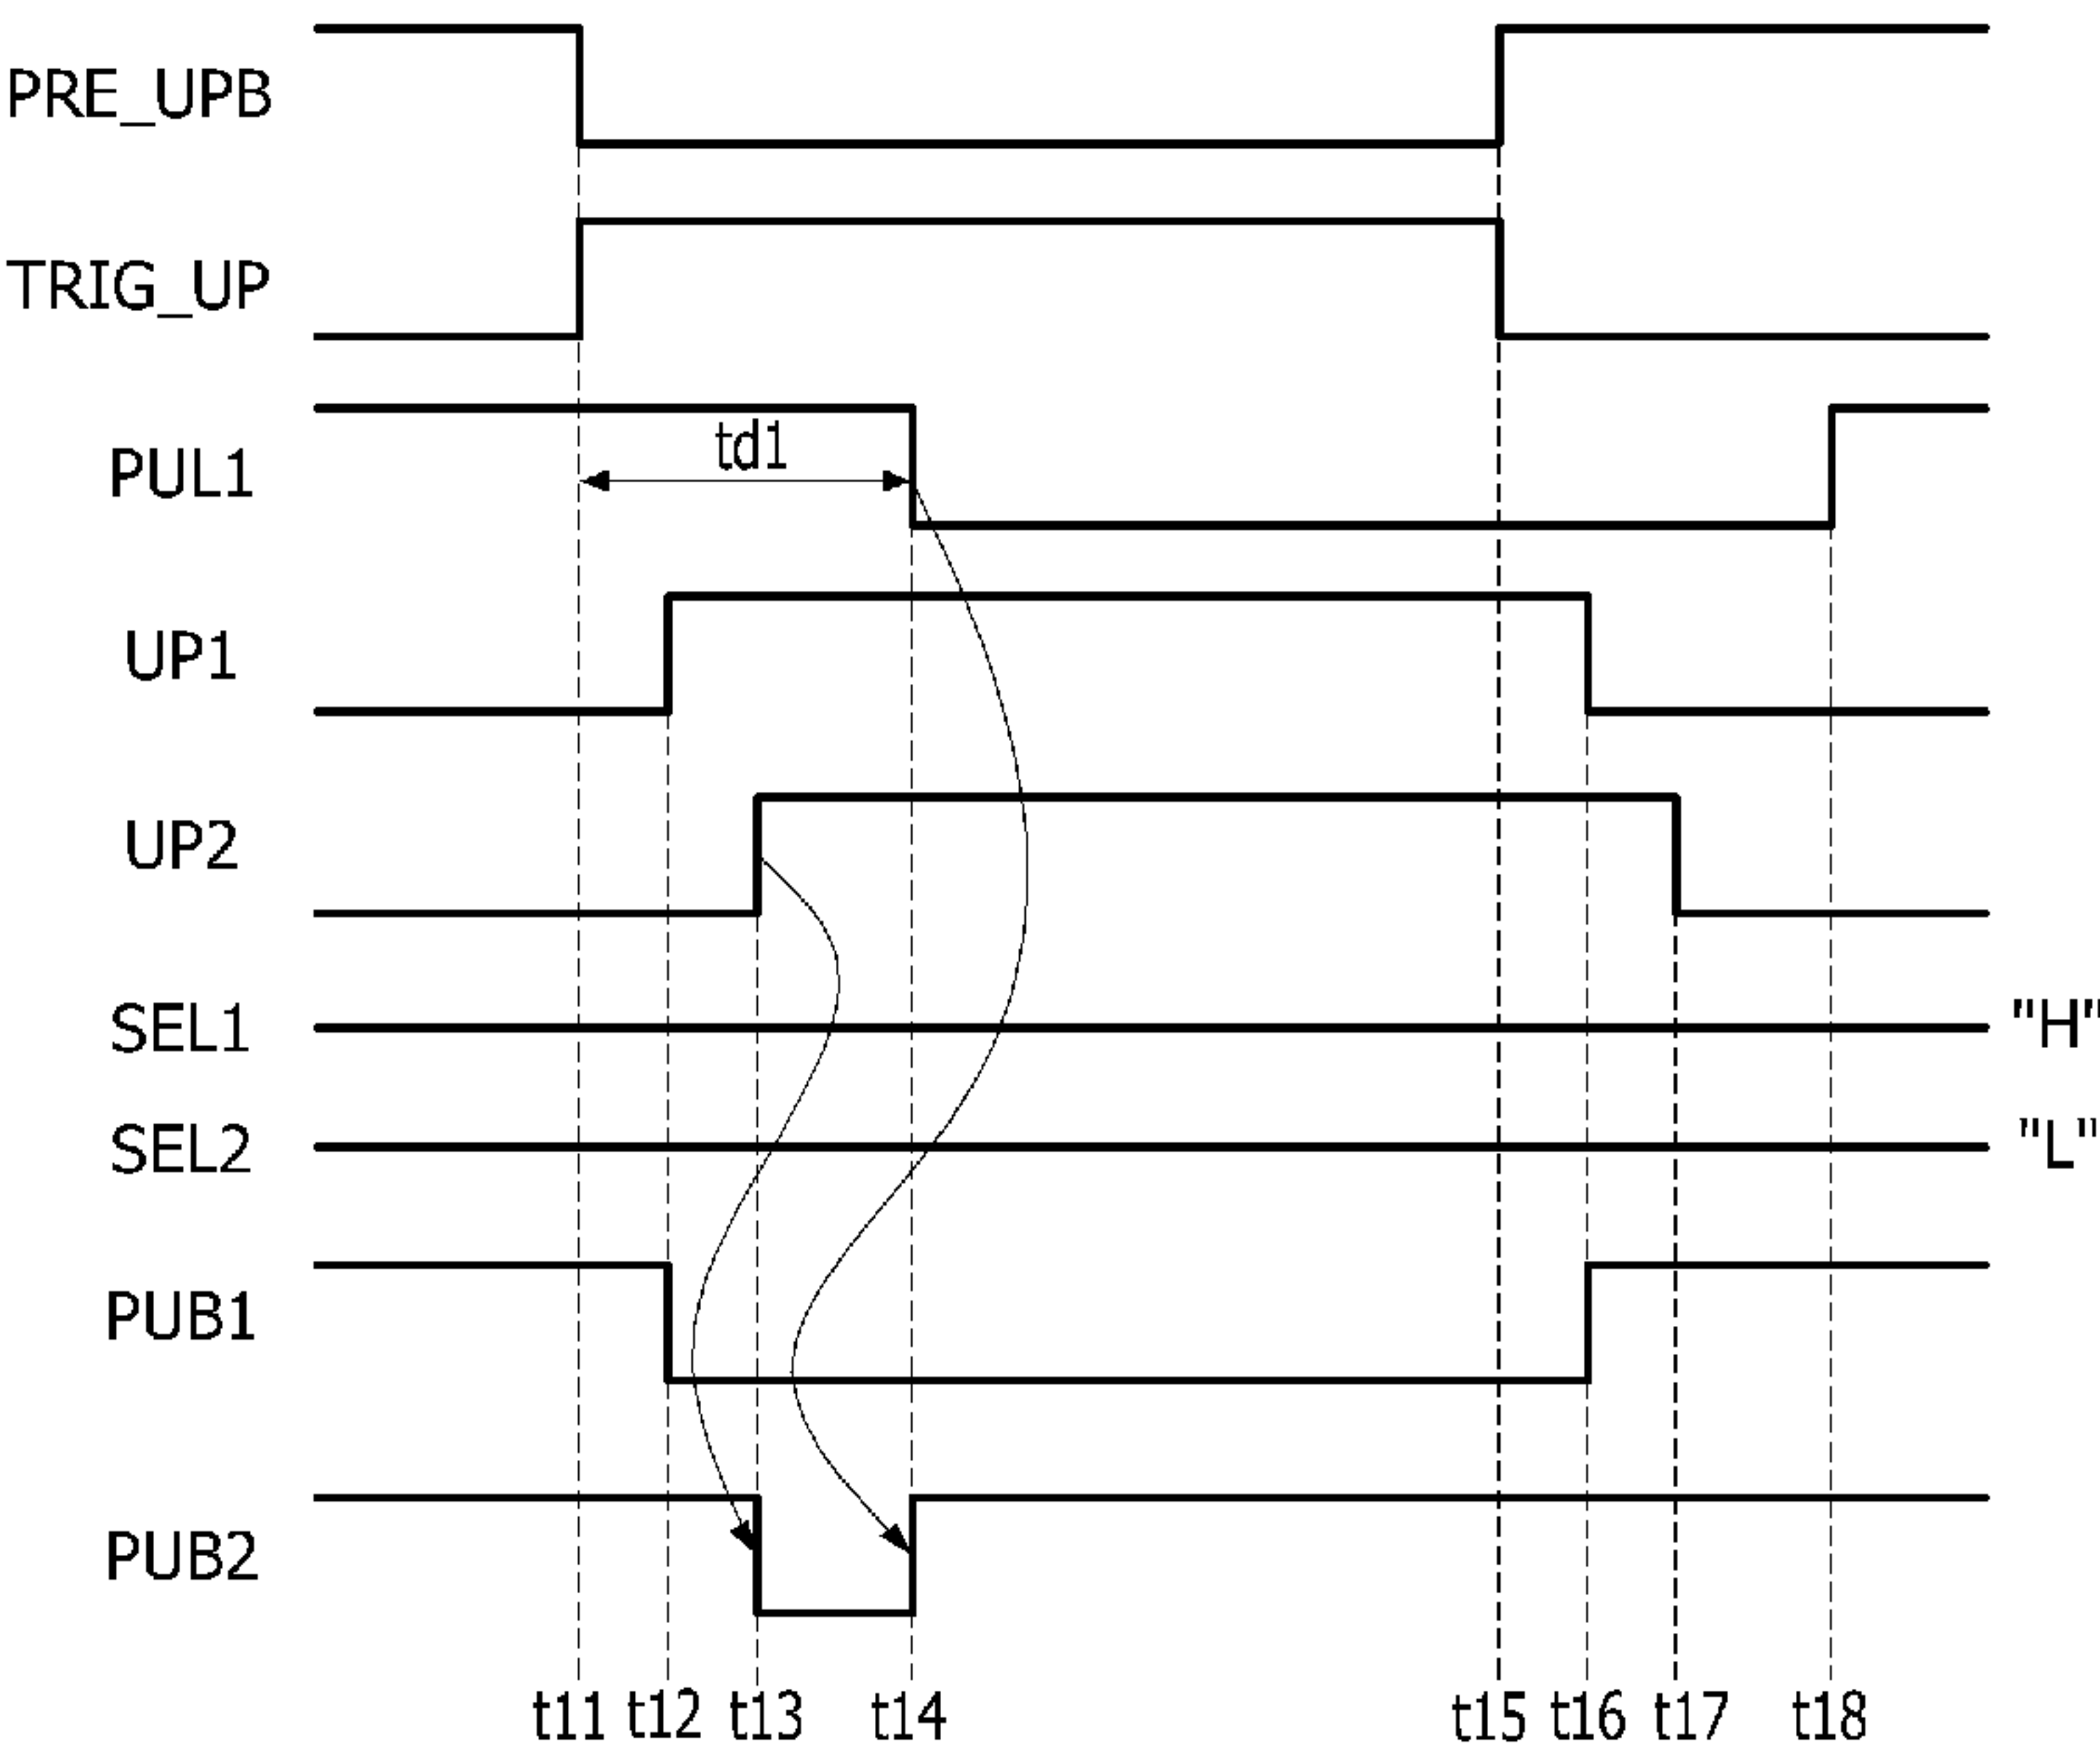 PRE_UPB
TRIG_UP
td1
PUL1
UP1
UP2
SEL1 "H"
SEL2 "L"
PUB1
PUB2
t11 t12 t13 t14 t15 t16 t17 t18